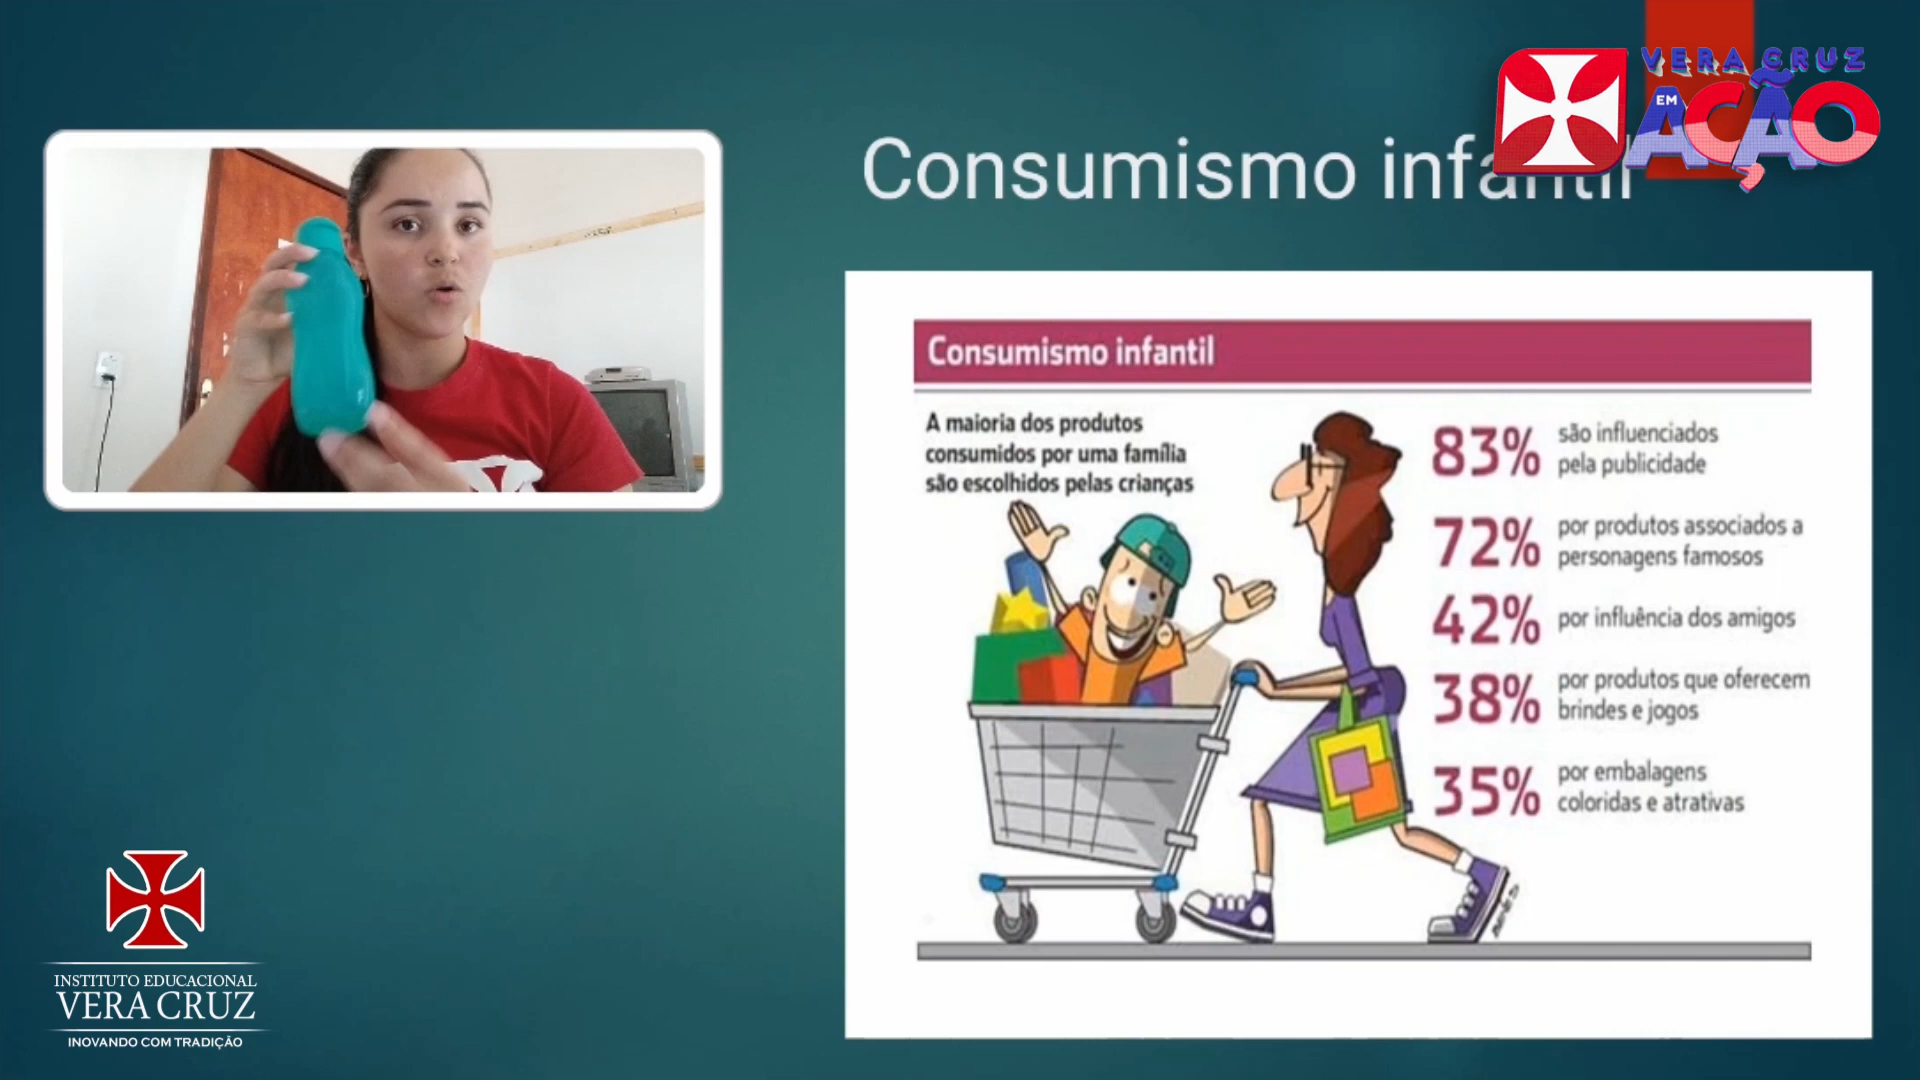 VERA CRUZ
EM
AÇÃO
Consumismo infantil
Consumismo infantil
A maioria dos produtos
consumidos por uma família
são escolhidos pelas crianças
83% são influenciados
pela publicidade
72% por produtos associados a
personagens famosos
42% por influência dos amigos
38% por produtos que oferecem
brindes e jogos
35% por embalagens
coloridas e atrativas
INSTITUTO EDUCACIONAL
VERA CRUZ
INOVANDO COM TRADIÇÃO